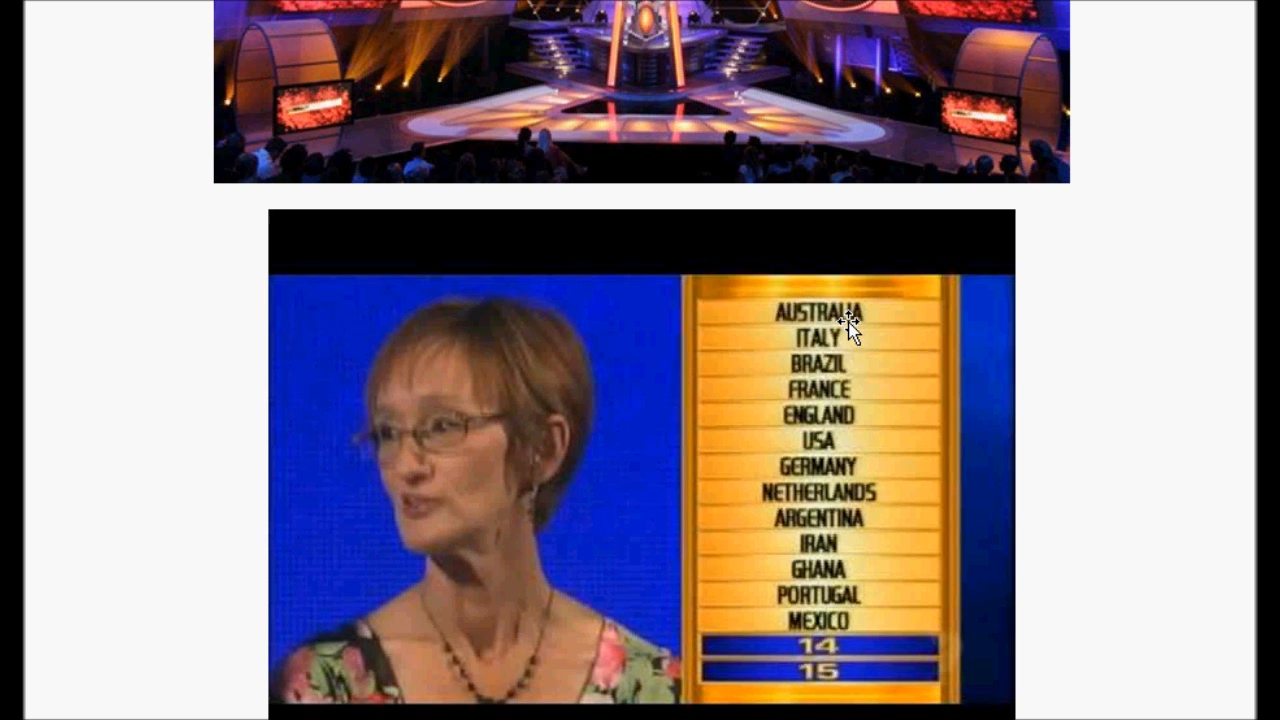 AUSTRALIA
ITALY
BRAZIL
FRANCE
ENGLAND
USA
GERMANY
NETHERLANDS
ARGENTINA
IRAN
GHANA
PORTUGAL
MEXICO
14
15